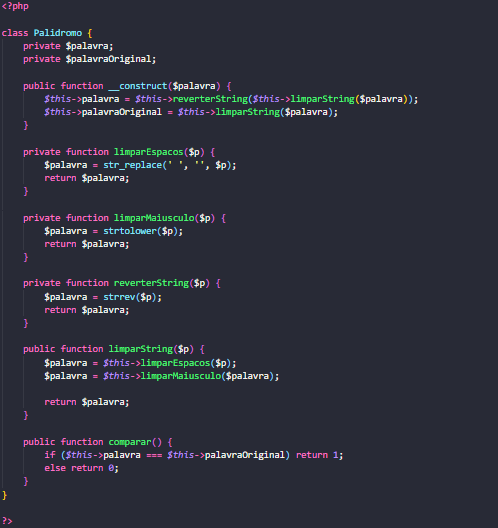 <?php
class Palidromo {
private $palavra;
private $palavraOriginal;
public function __construct($palavra) {
$this->palavra = $this->reverterString($this->limparString($palavra));
$this->palavraOriginal = $this->limparString($palavra);
}
private function limparEspacos($p) {
$palavra = str_replace(' ', '', $p);
return $palavra;
}
private function limparMaiusculo($p) {
$palavra = strtolower($p);
return $palavra;
}
private function reverterString($p) {
$palavra = strrev($p);
return $palavra;
}
public function limparString($p) {
$palavra = $this->limparEspacos($p);
$palavra = $this->limparMaiusculo($palavra);
return $palavra;
}
public function comparar() {
if ($this->palavra === $this->palavraOriginal) return 1;
else return 0;
}
}
?>